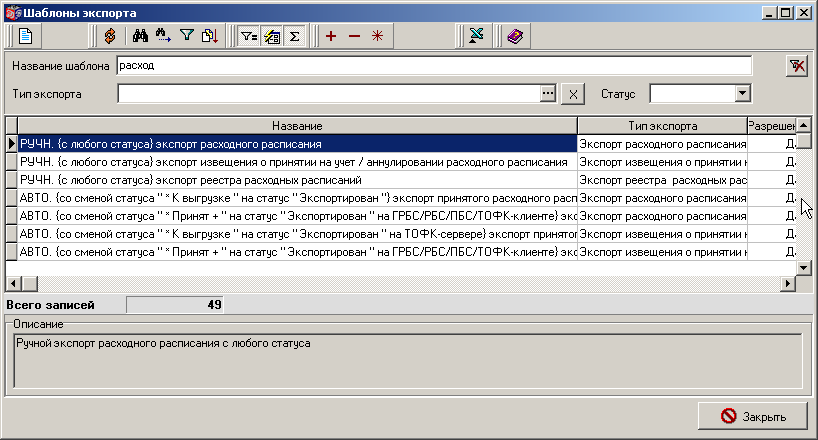 Шаблоны экспорта
Название шаблона расход
Тип экспорта X Статус
Название Тип экспорта Разрешен
РУЧН. {с любого статуса} экспорт расходного расписания Экспорт расходного расписания Д
РУЧН. {с любого статуса} экспорт извещения о принятии на учет / аннулировании расходного расписания Экспорт извещения о принятии н Д
РУЧН. {с любого статуса} экспорт реестра расходных расписаний Экспорт реестра расходных рас Д
АВТО. {со сменой статуса " * К выгрузке " на статус " Экспортирован "} экспорт принятого расходного расп Экспорт расходного расписания Д
АВТО. {со сменой статуса " * Принят + " на статус " Экспортирован " на ГРБС/РБС/ПБС/ТОФК-клиенте} экс Экспорт расходного расписания Д
АВТО. {со сменой статуса " * К выгрузке " на статус " Экспортирован " на ТОФК-сервере} экспорт принятог Экспорт извещения о принятии н Д
АВТО. {со сменой статуса " * Принят + " на статус " Экспортирован " на ГРБС/РБС/ПБС/ТОФК-клиенте} экс Экспорт извещения о принятии н Д
Всего записей 49
Описание
Ручной экспорт расходного расписания с любого статуса
Закрыть